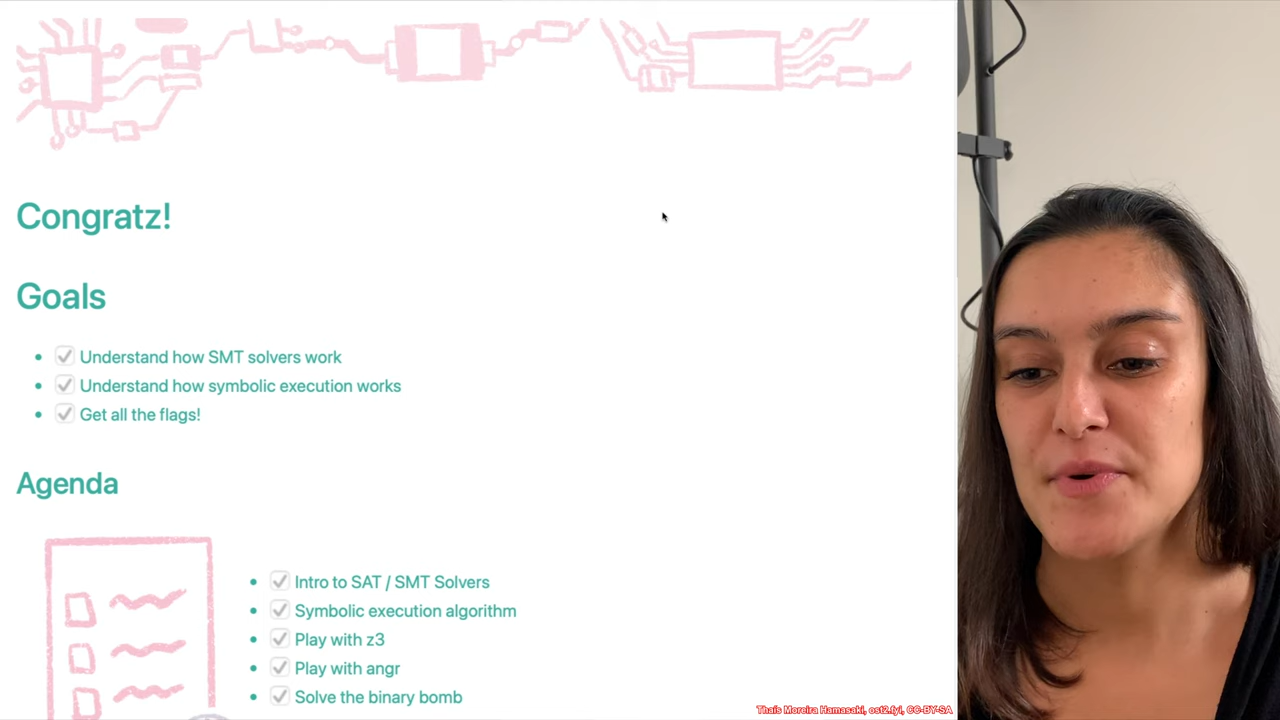 Congratz!
Goals
Understand how SMT solvers work
Understand how symbolic execution works
Get all the flags!
Agenda
Intro to SAT / SMT Solvers
Symbolic execution algorithm
Play with z3
Play with angr
Solve the binary bomb
Thaís Moreira Hamasaki, ost2.fyi, CC-BY-SA